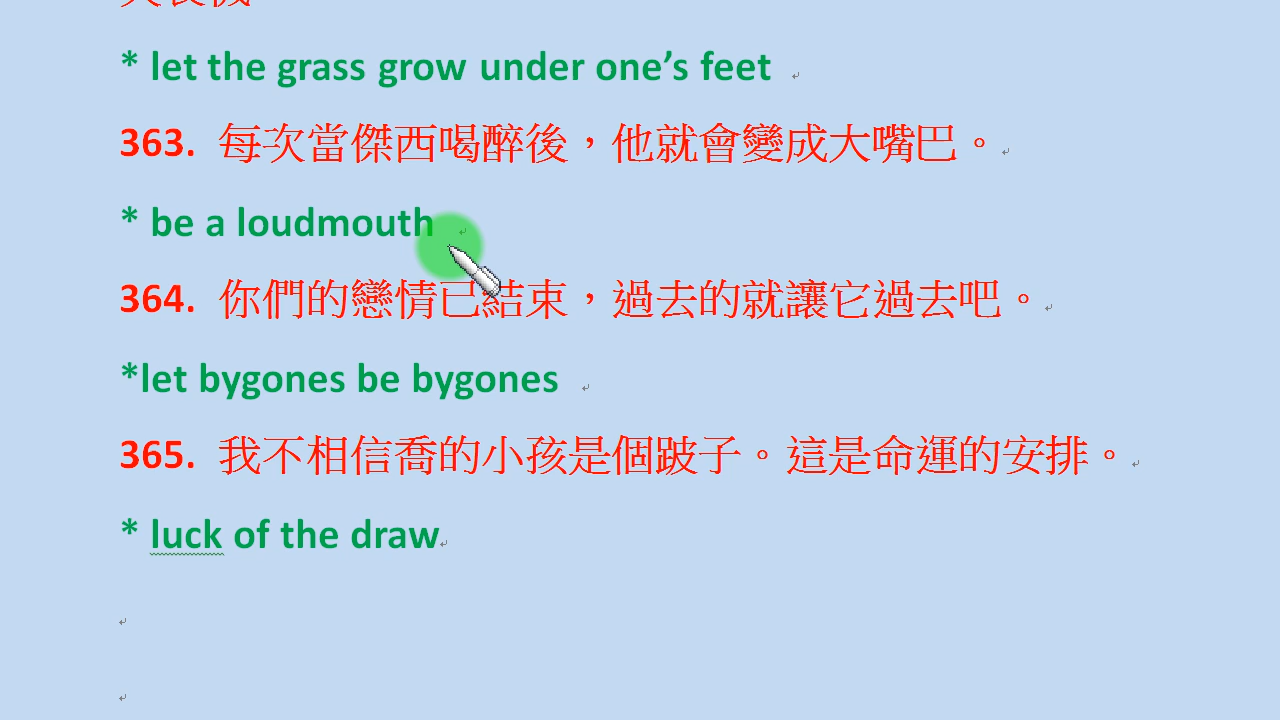 * let the grass grow under one’s feet
363. 每次當傑西喝醉後，他就會變成大嘴巴。
* be a loudmouth
364. 你們的戀情已結束，過去的就讓它過去吧。
*let bygones be bygones
365. 我不相信喬的小孩是個跛子。這是命運的安排。
* luck of the draw